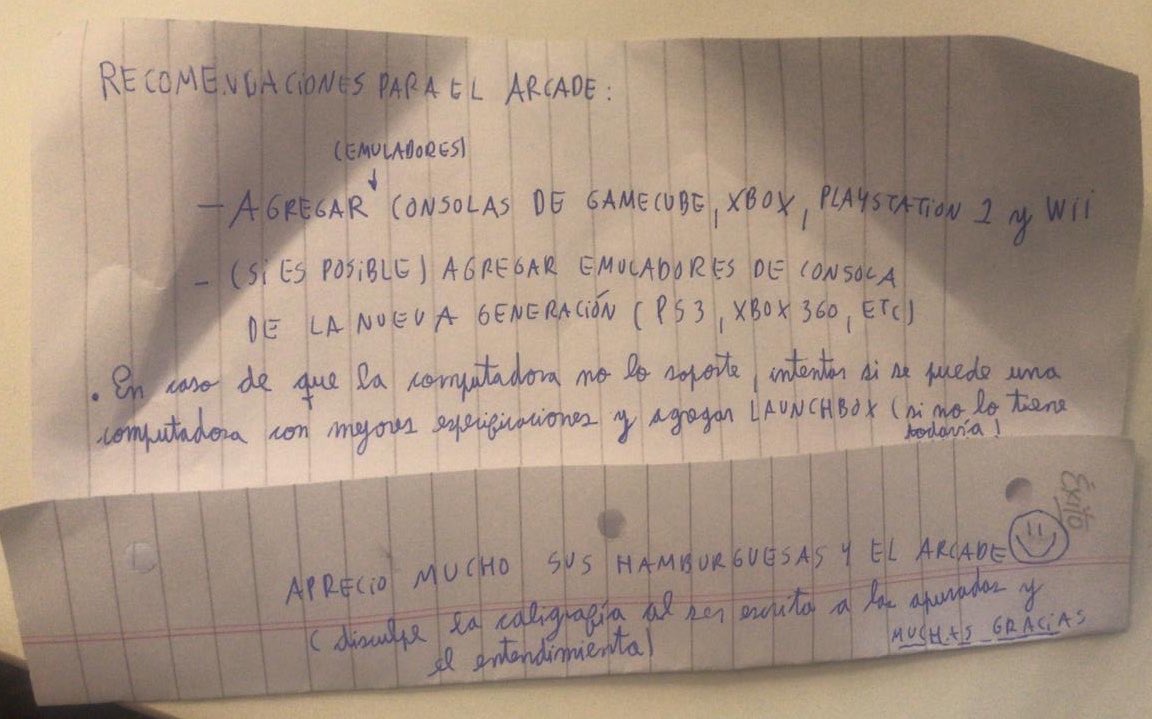 RECOMENDACIONES PARA EL ARCADE:
(EMULADORES)
- AGREGAR CONSOLAS DE GAMECUBE, XBOX, PLAYSTATION 2 y Wii
- (SI ES POSIBLE) AGREGAR EMULADORES DE CONSOLA
DE LA NUEVA GENERACIÓN (PS3, XBOX 360, ETC)
• En caso de que la computadora no lo soporte, intentar si se puede una
computadora con mejores especificaciones y agregar LAUNCHBOX (si no lo tiene
todavía)
ÉXITO
APRECIO MUCHO SUS HAMBURGUESAS Y EL ARCADE
(disculpe la caligrafía al ser escrita a las apuradas y
el entendimiento)
MUCHAS GRACIAS